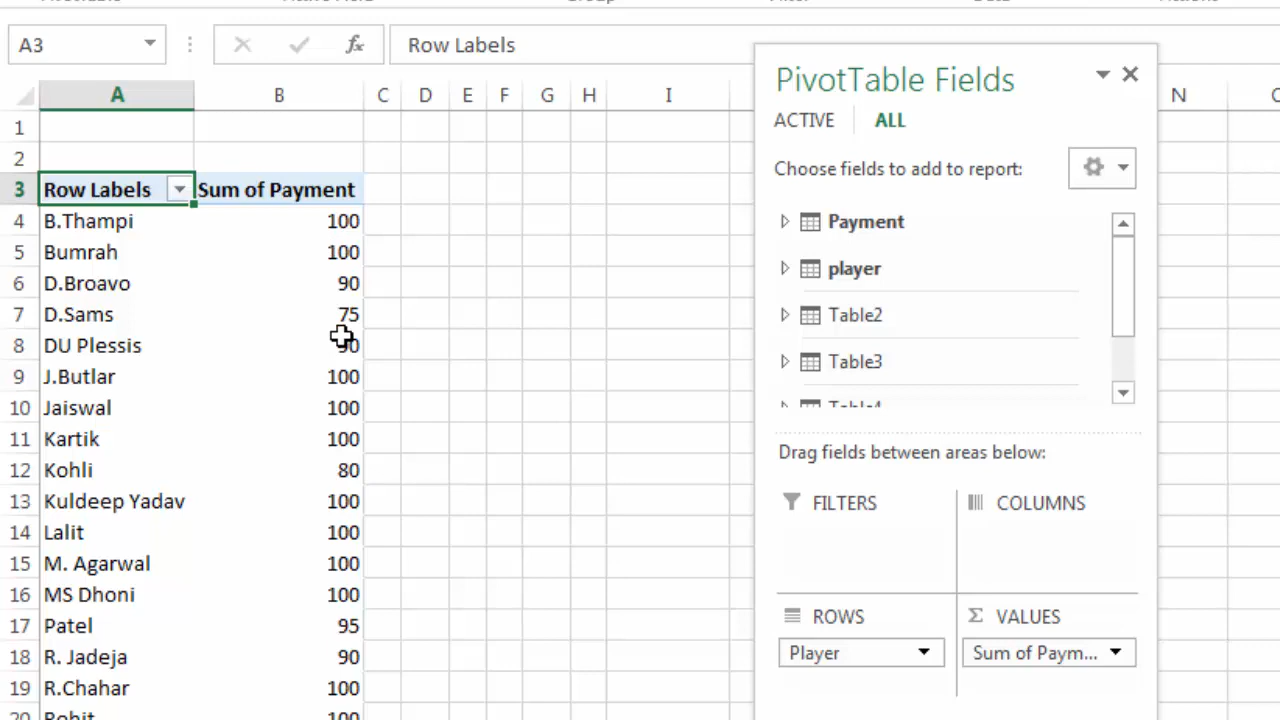 A3
fx
Row Labels
PivotTable Fields
ACTIVE ALL
Choose fields to add to report:
Payment
player
Table2
Table3
Table4
Drag fields between areas below:
FILTERS
COLUMNS
ROWS
Σ VALUES
Player
Sum of Paym...
A B C D E F G H I N
1
2
3 Row Labels Sum of Payment
4 B.Thampi 100
5 Bumrah 100
6 D.Broavo 90
7 D.Sams 75
8 DU Plessis
9 J.Butlar 100
10 Jaiswal 100
11 Kartik 100
12 Kohli 80
13 Kuldeep Yadav 100
14 Lalit 100
15 M. Agarwal 100
16 MS Dhoni 100
17 Patel 95
18 R. Jadeja 90
19 R.Chahar 100
20 Rohit 100